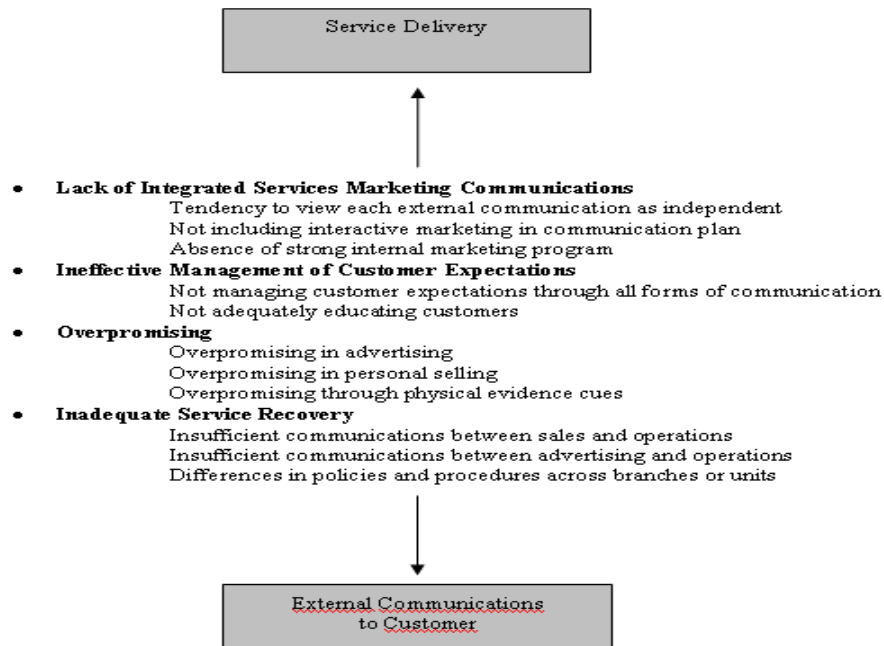 Service Delivery
• Lack of Integrated Services Marketing Communications
Tendency to view each external communication as independent
Not including interactive marketing in communication plan
Absence of strong internal marketing program
• Ineffective Management of Customer Expectations
Not managing customer expectations through all forms of communication
Not adequately educating customers
• Overpromising
Overpromising in advertising
Overpromising in personal selling
Overpromising through physical evidence cues
• Inadequate Service Recovery
Insufficient communications between sales and operations
Insufficient communications between advertising and operations
Differences in policies and procedures across branches or units
External Communications
to Customer